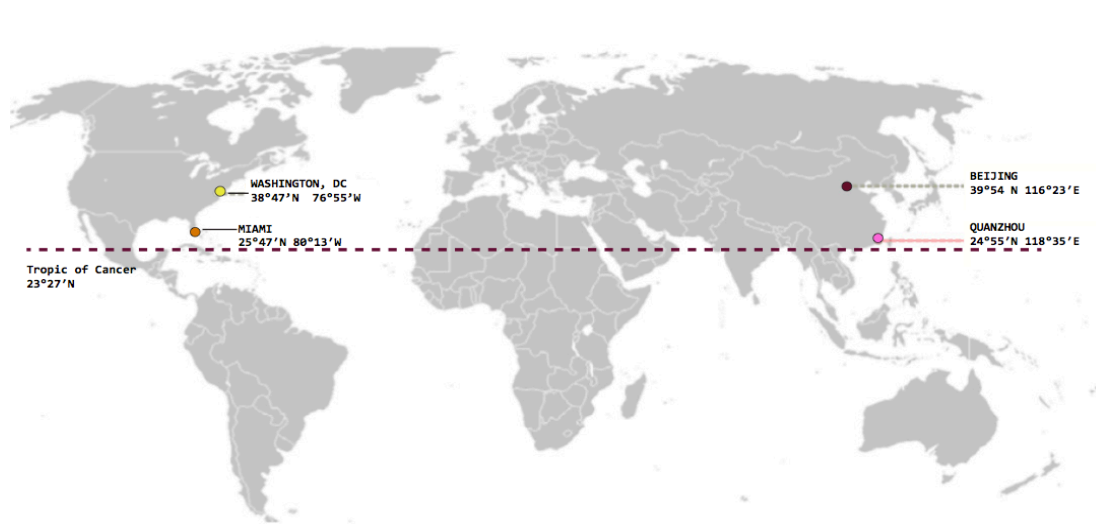 WASHINGTON, DC
38°47’N  76°55’W
MIAMI
25°47’N 80°13’W
Tropic of Cancer
23°27’N
BEIJING
39°54 N 116°23’E
QUANZHOU
24°55’N 118°35’E